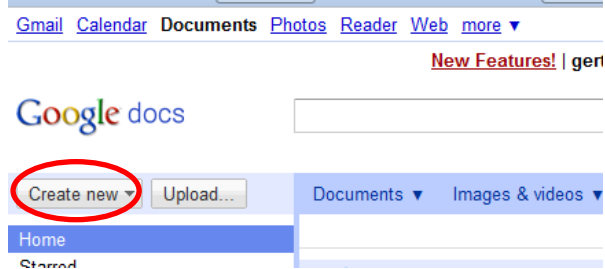 Gmail Calendar Documents Photos Reader Web more ▼
New Features! | gert
Google docs
Create new ▼ Upload... Documents ▼ Images & videos ▼
Home
Starred